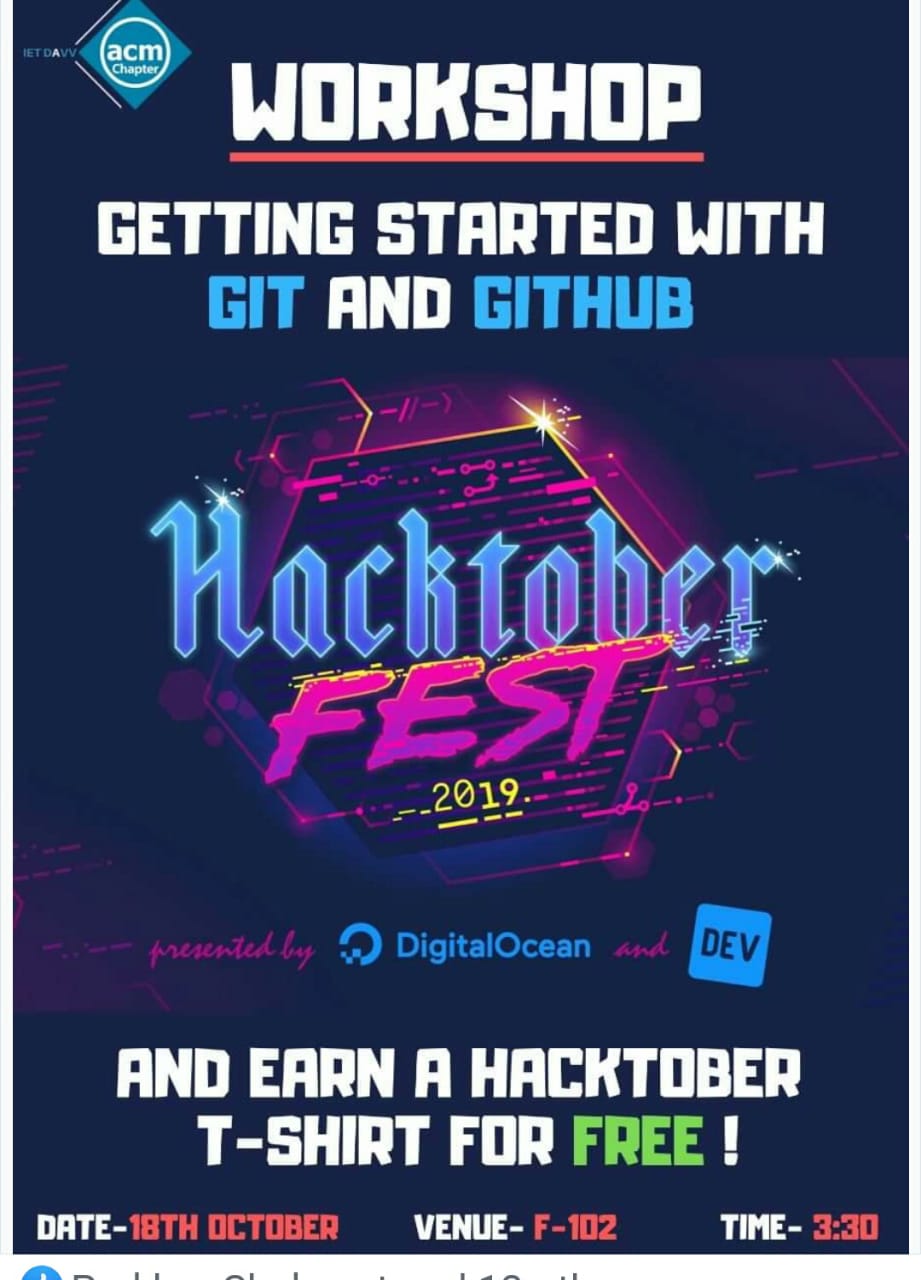 IET DAVV
acm
Chapter
WORKSHOP
GETTING STARTED WITH
GIT AND GITHUB
Hacktober
FEST
2019
presented by DigitalOcean and DEV
AND EARN A HACKTOBER
T-SHIRT FOR FREE !
DATE-18TH OCTOBER VENUE- F-102 TIME- 3:30